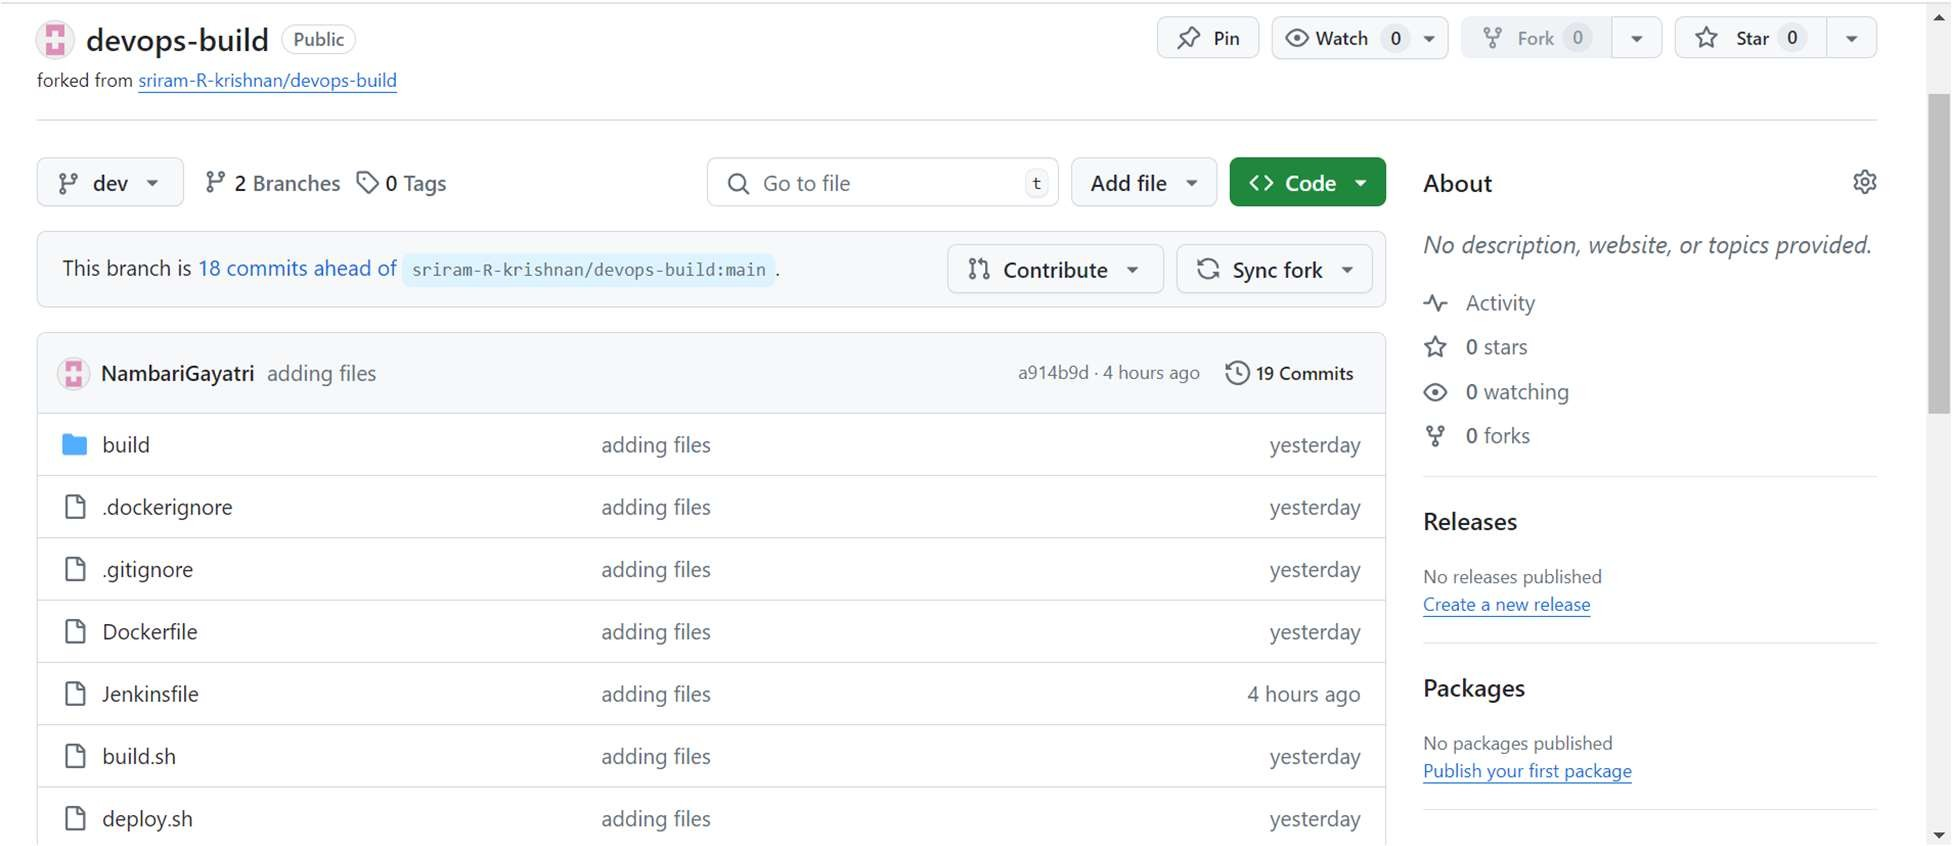 devops-build Public Pin Watch 0 Fork 0 Star 0
forked from sriram-R-krishnan/devops-build
dev 2 Branches 0 Tags Go to file t Add file Code
This branch is 18 commits ahead of sriram-R-krishnan/devops-build:main . Contribute Sync fork
NambariGayatri adding files a914b9d · 4 hours ago 19 Commits
build adding files yesterday
.dockerignore adding files yesterday
.gitignore adding files yesterday
Dockerfile adding files yesterday
Jenkinsfile adding files 4 hours ago
build.sh adding files yesterday
deploy.sh adding files yesterday
About
No description, website, or topics provided.
Activity
0 stars
0 watching
0 forks
Releases
No releases published
Create a new release
Packages
No packages published
Publish your first package